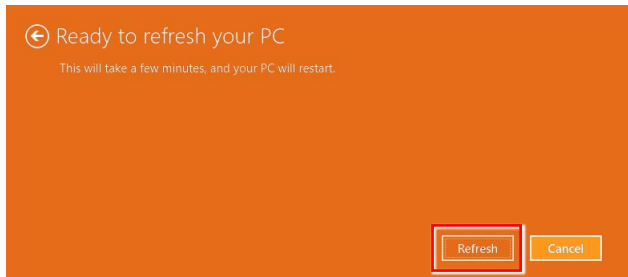 Ready to refresh your PC
This will take a few minutes, and your PC will restart.
Refresh
Cancel